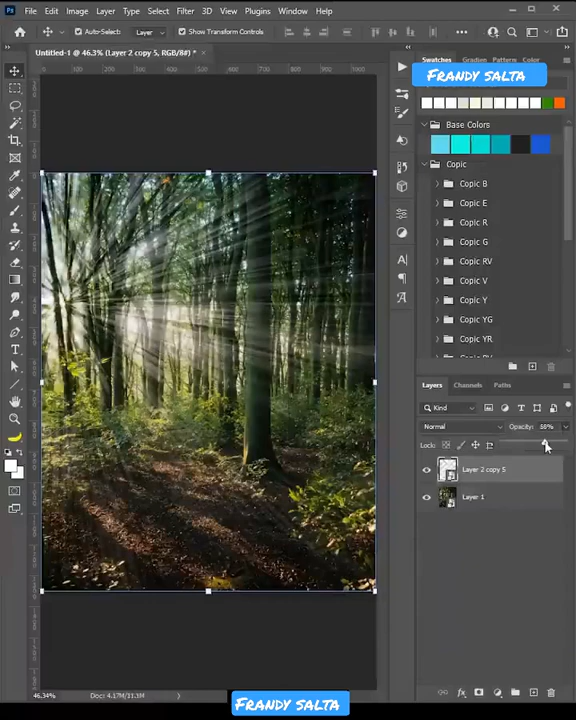 Ps
File Edit Image Layer Type Select Filter 3D View Plugins Window Help
Auto-Select: Layer Show Transform Controls
Untitled-1 @ 46.3% (Layer 2 copy 5, RGB/8#) * ×
Swatches Gradient Patterns Color
Frandy salta
Base Colors
Copic
Copic B
Copic E
Copic R
Copic G
Copic RV
Copic V
Copic Y
Copic YG
Copic YR
Layers Channels Paths
Kind
Normal Opacity:
Lock:
Layer 2 copy 5
Layer 1
46.34% Doc: 4.17M/11.3M
Frandy salta